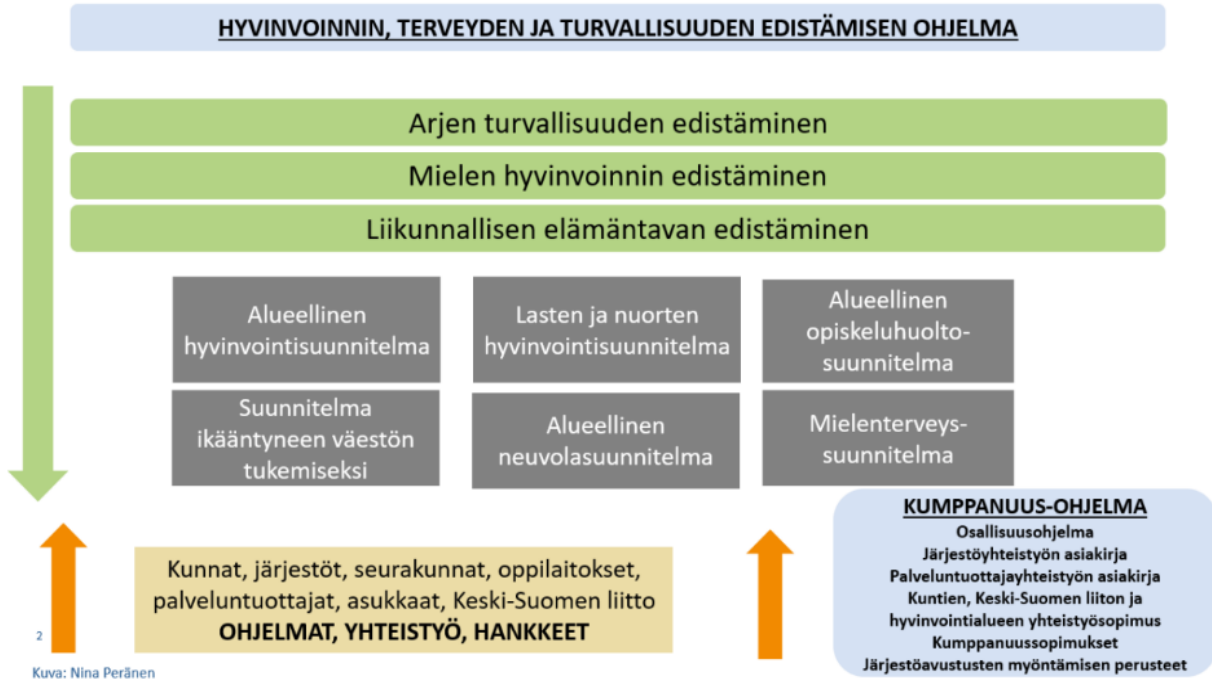 HYVINVOINNIN, TERVEYDEN JA TURVALLISUUDEN EDISTÄMISEN OHJELMA
Arjen turvallisuuden edistäminen
Mielen hyvinvoinnin edistäminen
Liikunnallisen elämäntavan edistäminen
Alueellinen
hyvinvointisuunnitelma
Lasten ja nuorten
hyvinvointisuunnitelma
Alueellinen
opiskeluhuolto-
suunnitelma
Suunnitelma
ikääntyneen väestön
tukemiseksi
Alueellinen
neuvolasuunnitelma
Mielenterveys-
suunnitelma
Kunnat, järjestöt, seurakunnat, oppilaitokset,
palveluntuottajat, asukkaat, Keski-Suomen liitto
OHJELMAT, YHTEISTYÖ, HANKKEET
KUMPPANUUS-OHJELMA
Osallisuusohjelma
Järjestöyhteistyön asiakirja
Palveluntuottajayhteistyön asiakirja
Kuntien, Keski-Suomen liiton ja
hyvinvointialueen yhteistyösopimus
Kumppanuussopimukset
Järjestöavustusten myöntämisen perusteet
2
Kuva: Nina Peränen